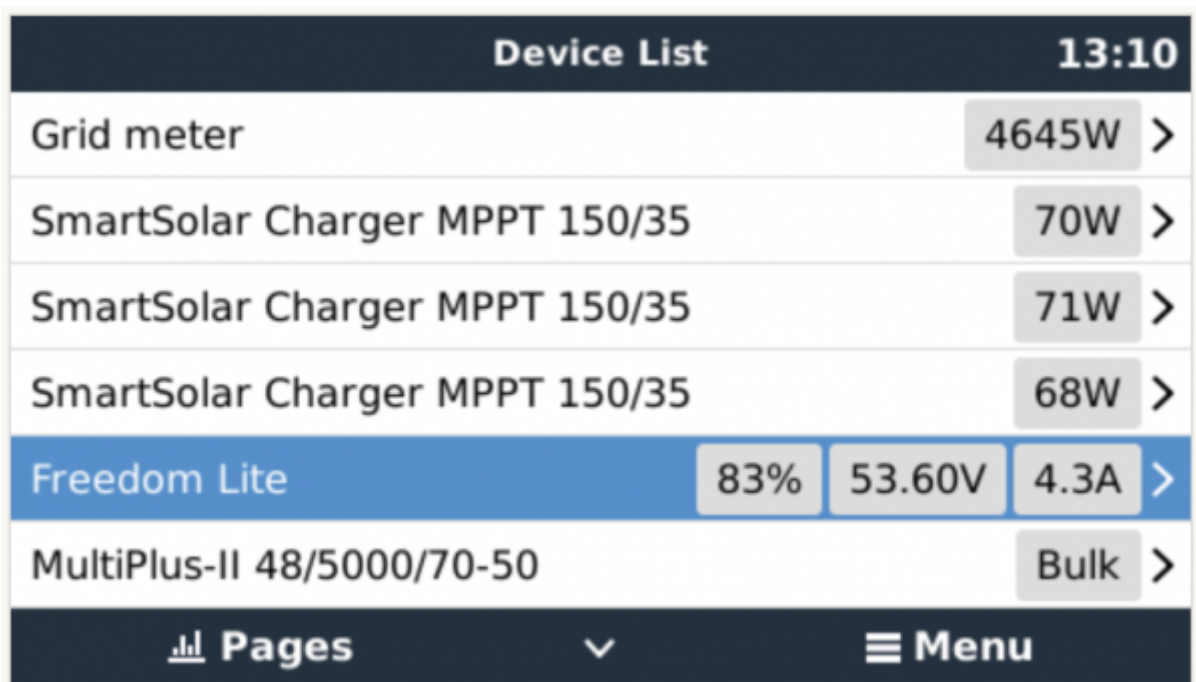 Device List 13:10
Grid meter 4645W
SmartSolar Charger MPPT 150/35 70W
SmartSolar Charger MPPT 150/35 71W
SmartSolar Charger MPPT 150/35 68W
Freedom Lite 83% 53.60V 4.3A
MultiPlus-II 48/5000/70-50 Bulk
Pages Menu